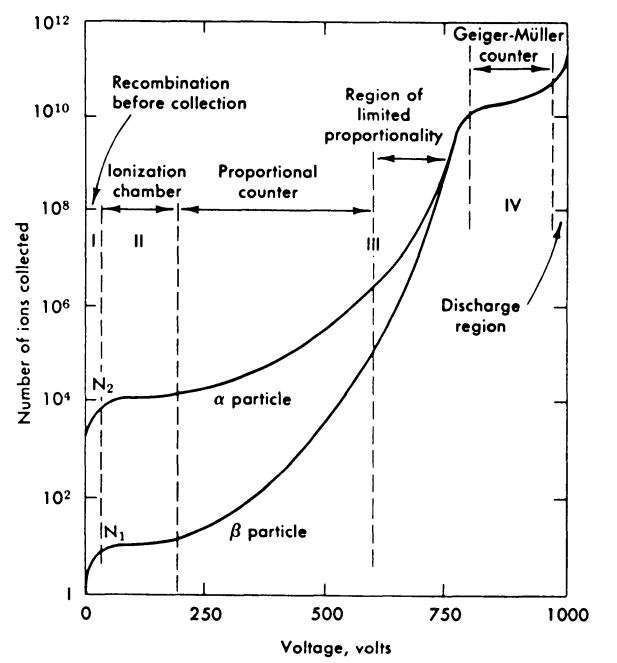 10¹²
10¹⁰
10⁸
10⁶
10⁴
10²
1
Number of ions collected
Recombination
before collection
Ionization
chamber
Proportional
counter
Region of
limited
proportionality
Geiger-Müller
counter
I
II
III
IV
Discharge
region
N₂
α particle
N₁
β particle
0
250
500
750
1000
Voltage, volts